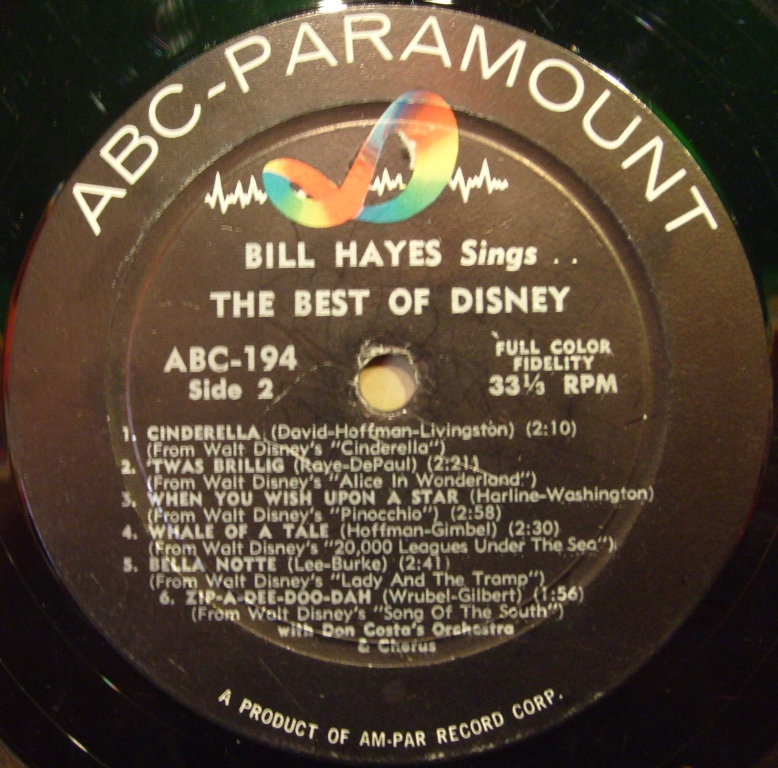 ABC-PARAMOUNT
BILL HAYES Sings . .
THE BEST OF DISNEY
ABC-194
Side 2
FULL COLOR
FIDELITY
33⅓ RPM
1. CINDERELLA (David-Hoffman-Livingston) (2:10)
(From Walt Disney's "Cinderella")
2. 'TWAS BRILLIG (Raye-DePaul) (2:21)
(From Walt Disney's "Alice In Wonderland")
3. WHEN YOU WISH UPON A STAR (Harline-Washington)
(From Walt Disney's "Pinocchio") (2:58)
4. WHALE OF A TALE (Hoffman-Gimbel) (2:30)
(From Walt Disney's "20,000 Leagues Under The Sea")
5. BELLA NOTTE (Lee-Burke) (2:41)
(From Walt Disney's "Lady And The Tramp")
6. ZIP-A-DEE-DOO-DAH (Wrubel-Gilbert) (1:56)
(From Walt Disney's "Song Of The South")
with Don Costa's Orchestra
& Chorus
A PRODUCT OF AM-PAR RECORD CORP.